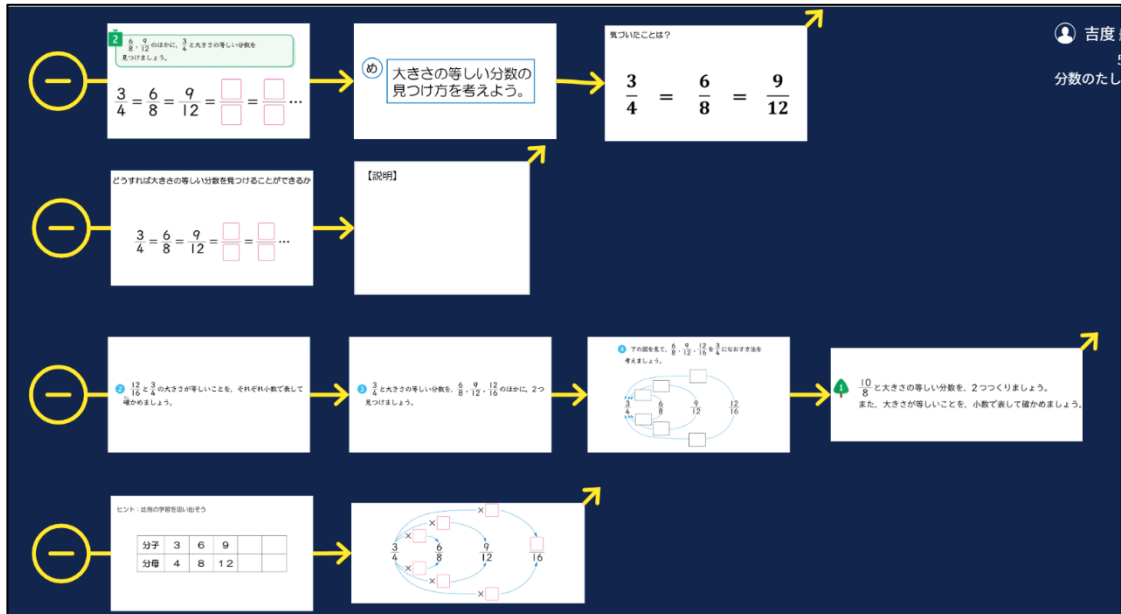 2 6/8, 9/12 のほかに, 3/4 と大きさの等しい分数を
見つけましょう。
3/4 = 6/8 = 9/12 = □/□ = □/□ …
め 大きさの等しい分数の
見つけ方を考えよう。
気づいたことは?
3/4 = 6/8 = 9/12
吉度
5
分数のたし
どうすれば大きさの等しい分数を見つけることができるか
3/4 = 6/8 = 9/12 = □/□ = □/□ …
【説明】
2 12/16 と 3/4 の大きさが等しいことを, それぞれ小数で表して
確かめましょう。
3 3/4 と大きさの等しい分数を, 6/8, 9/12, 12/16 のほかに, 2つ
見つけましょう。
4 下の図を見て, 6/8, 9/12, 12/16 を 3/4 になおす方法を
考えましょう。
3/4 6/8 9/12 12/16
1 10/8 と大きさの等しい分数を, 2つつくりましょう。
また, 大きさが等しいことを, 小数で表して確かめましょう。
ヒント:比例の学習を思い出そう
分子 3 6 9
分母 4 8 12
×□
×□
×□
3/4 6/8 9/12 □/16
×□
×□
×□